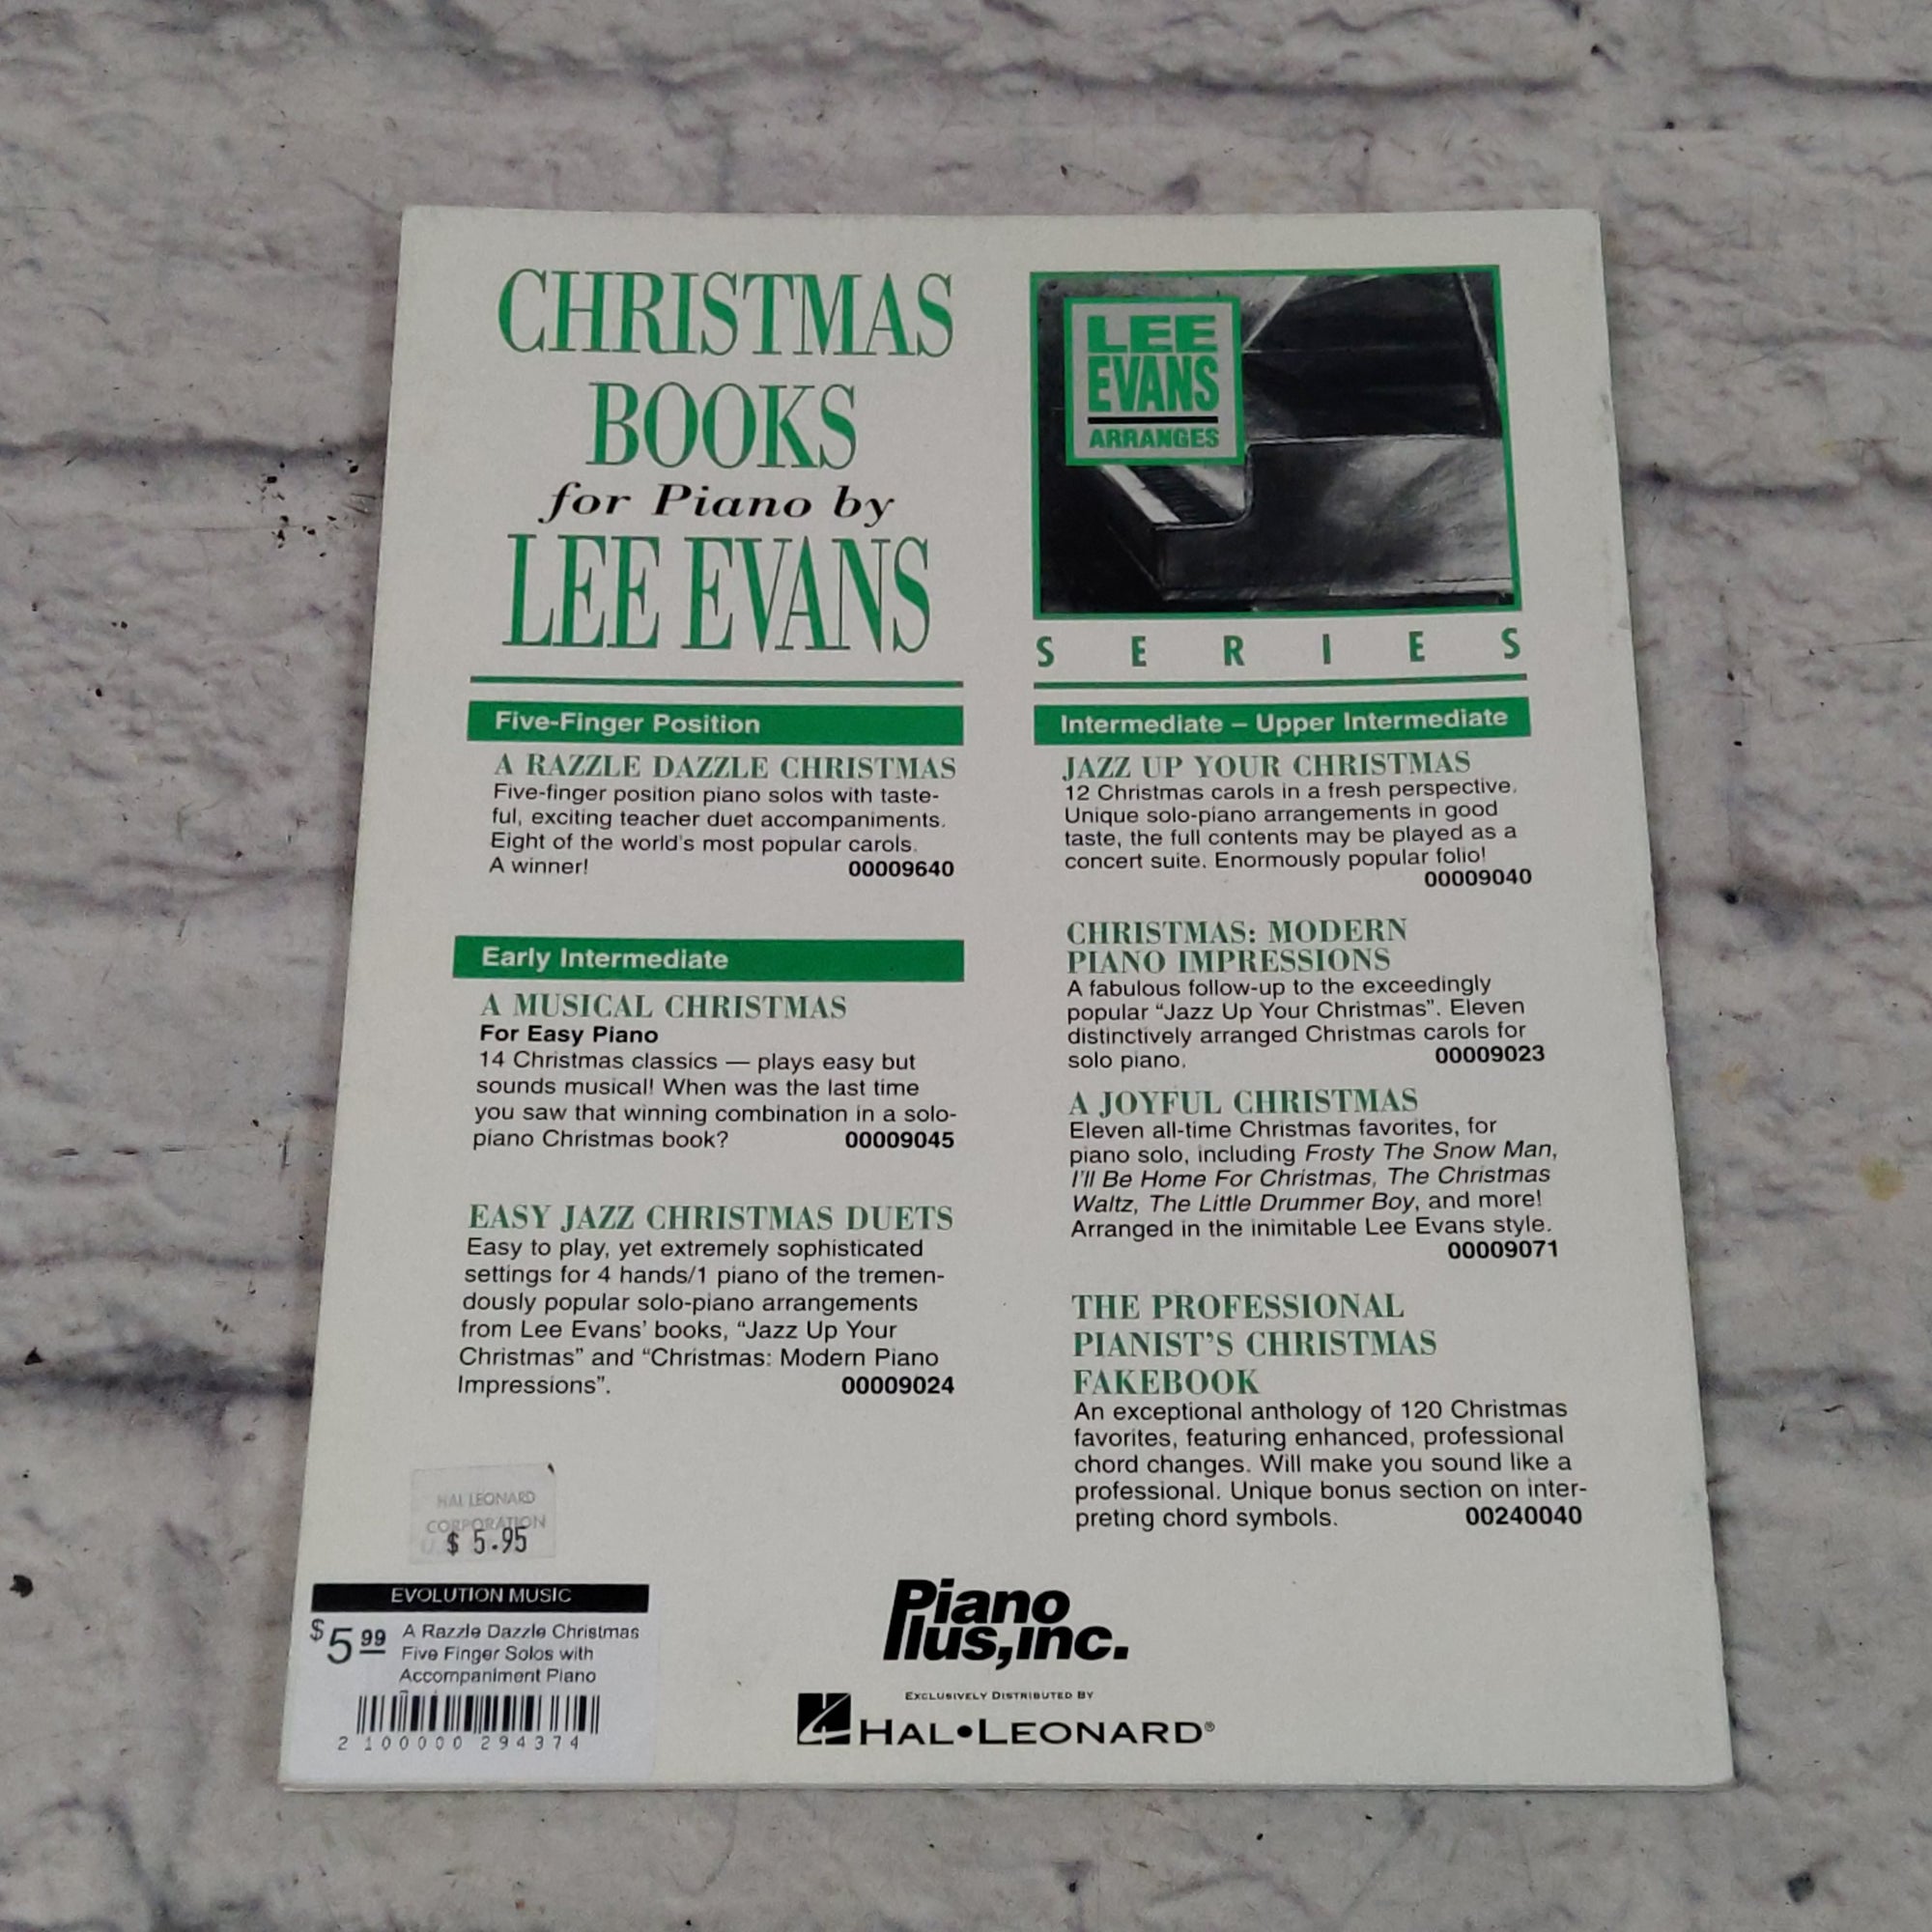 CHRISTMAS
BOOKS
for Piano by
LEE EVANS
Five-Finger Position
A RAZZLE DAZZLE CHRISTMAS
Five-finger position piano solos with taste-
ful, exciting teacher duet accompaniments.
Eight of the world's most popular carols.
A winner! 00009640
Early Intermediate
A MUSICAL CHRISTMAS
For Easy Piano
14 Christmas classics — plays easy but
sounds musical! When was the last time
you saw that winning combination in a solo-
piano Christmas book? 00009045
EASY JAZZ CHRISTMAS DUETS
Easy to play, yet extremely sophisticated
settings for 4 hands/1 piano of the tremen-
dously popular solo-piano arrangements
from Lee Evans' books, "Jazz Up Your
Christmas" and "Christmas: Modern Piano
Impressions". 00009024
LEE
EVANS
ARRANGES
SERIES
Intermediate – Upper Intermediate
JAZZ UP YOUR CHRISTMAS
12 Christmas carols in a fresh perspective.
Unique solo-piano arrangements in good
taste, the full contents may be played as a
concert suite. Enormously popular folio!
00009040
CHRISTMAS: MODERN
PIANO IMPRESSIONS
A fabulous follow-up to the exceedingly
popular "Jazz Up Your Christmas". Eleven
distinctively arranged Christmas carols for
solo piano. 00009023
A JOYFUL CHRISTMAS
Eleven all-time Christmas favorites, for
piano solo, including Frosty The Snow Man,
I'll Be Home For Christmas, The Christmas
Waltz, The Little Drummer Boy, and more!
Arranged in the inimitable Lee Evans style.
00009071
THE PROFESSIONAL
PIANIST'S CHRISTMAS
FAKEBOOK
An exceptional anthology of 120 Christmas
favorites, featuring enhanced, professional
chord changes. Will make you sound like a
professional. Unique bonus section on inter-
preting chord symbols. 00240040
HAL LEONARD
CORPORATION
$ 5.95
EVOLUTION MUSIC
$5 99 A Razzle Dazzle Christmas
Five Finger Solos with
Accompaniment Piano
2 100000 294374
Piano
Plus, inc.
EXCLUSIVELY DISTRIBUTED BY
HAL•LEONARD®